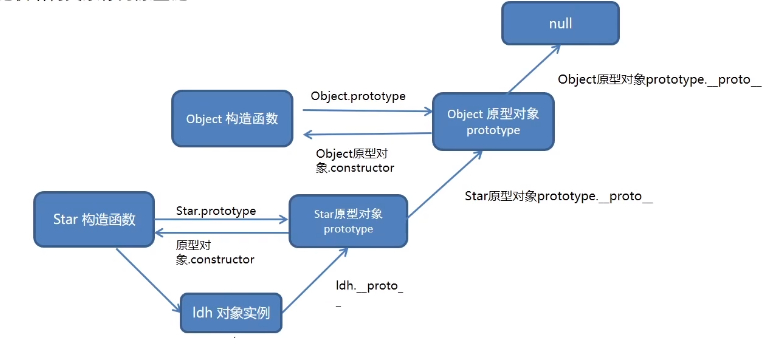 null
Object原型对象prototype.__proto__
Object.prototype
Object 构造函数
Object 原型对象
prototype
Object原型对
象.constructor
Star原型对象prototype.__proto__
Star 构造函数
Star.prototype
Star原型对象
prototype
原型对
象.constructor
ldh.__proto_
_
ldh 对象实例